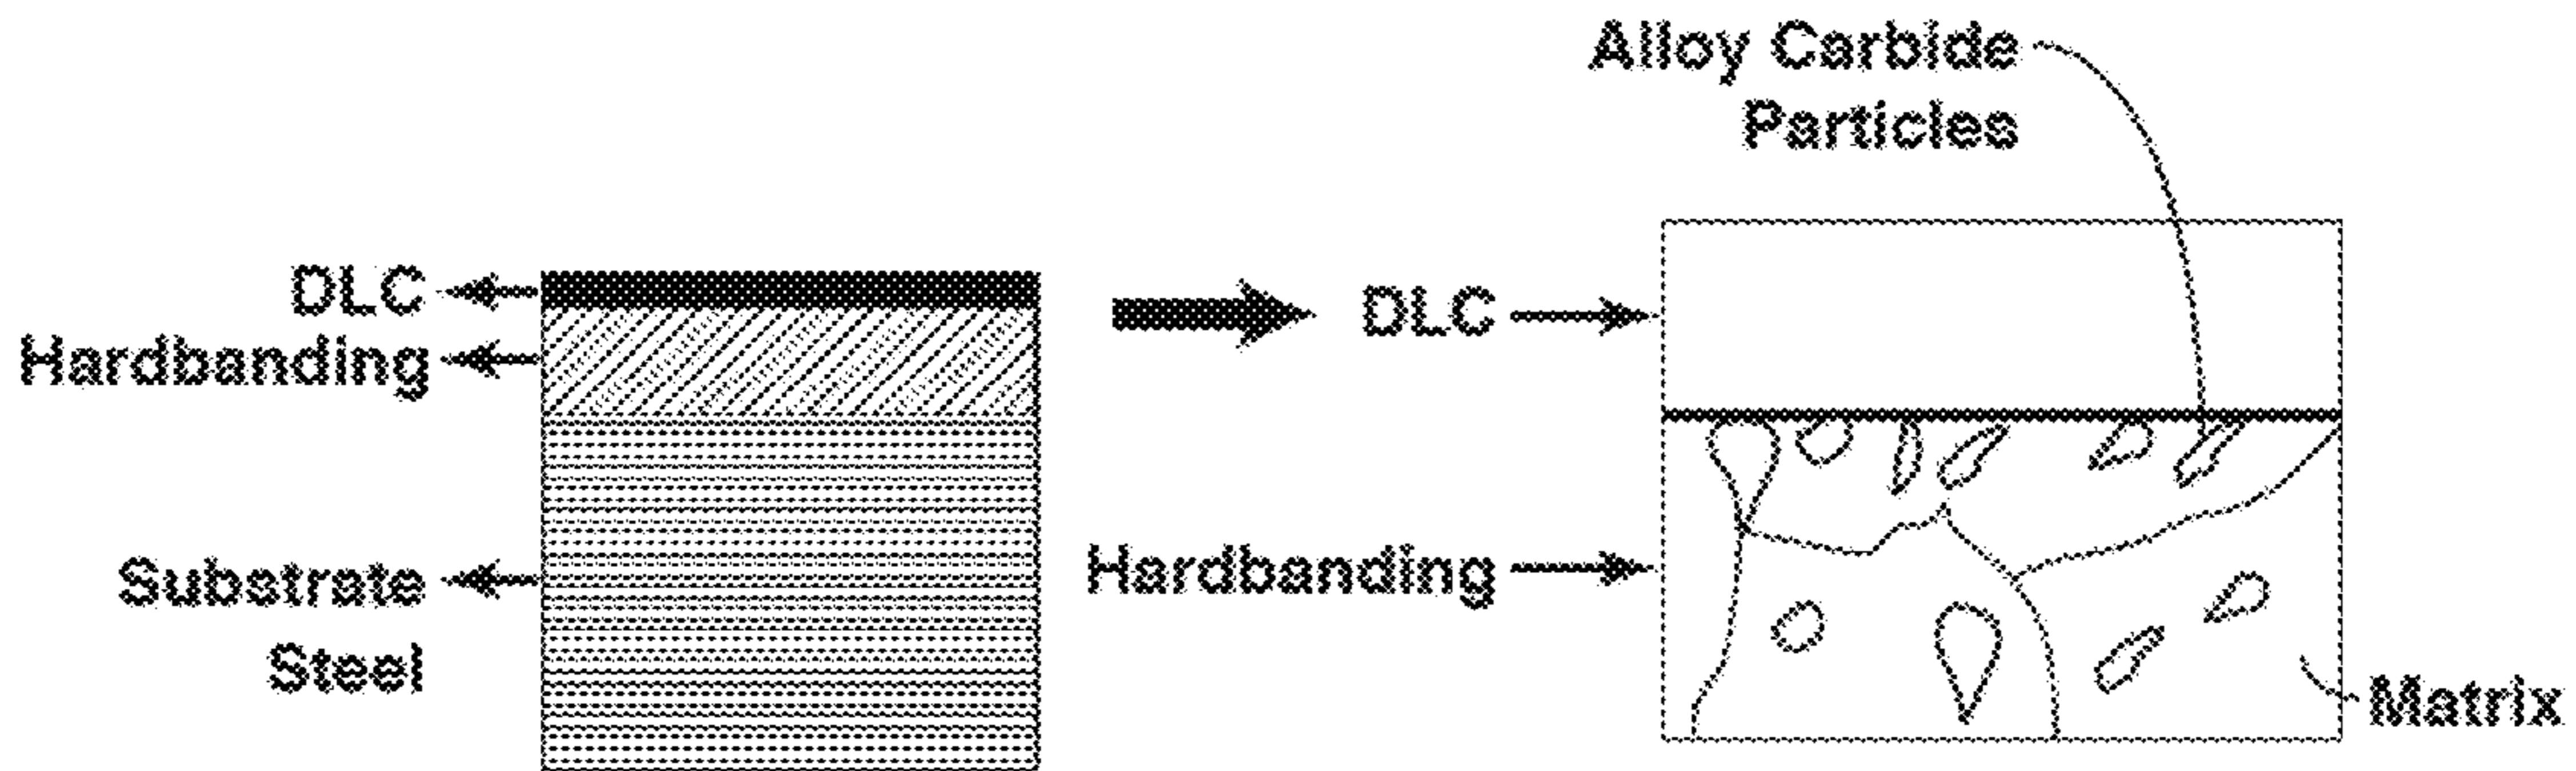 Alloy Carbide
Particles
DLC
Hardbanding
Substrate
Steel
DLC
Hardbanding
Matrix